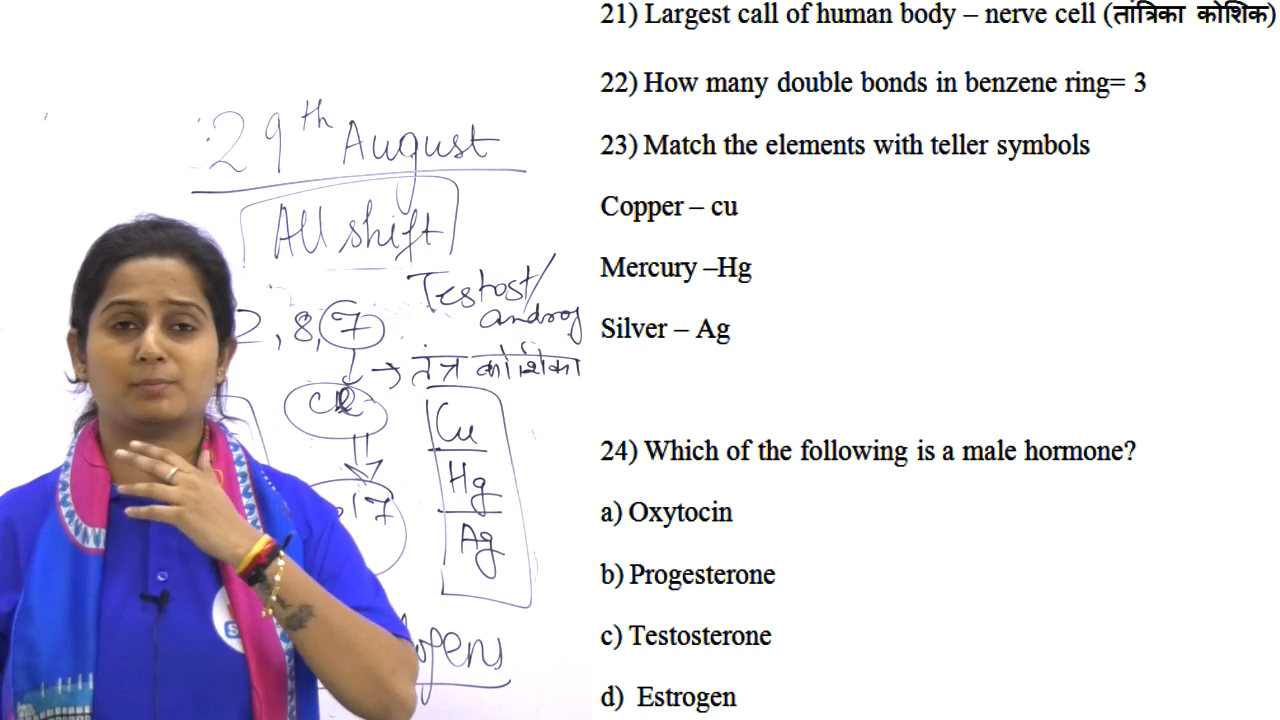 29th August
All shift
2, 8, 7
Testost/
androg
→ तंत्र कोशिका
Cu
Hg
Ag
17
21) Largest call of human body – nerve cell (तांत्रिका कोशिक)
22) How many double bonds in benzene ring= 3
23) Match the elements with teller symbols
Copper – cu
Mercury –Hg
Silver – Ag
24) Which of the following is a male hormone?
a) Oxytocin
b) Progesterone
c) Testosterone
d) Estrogen